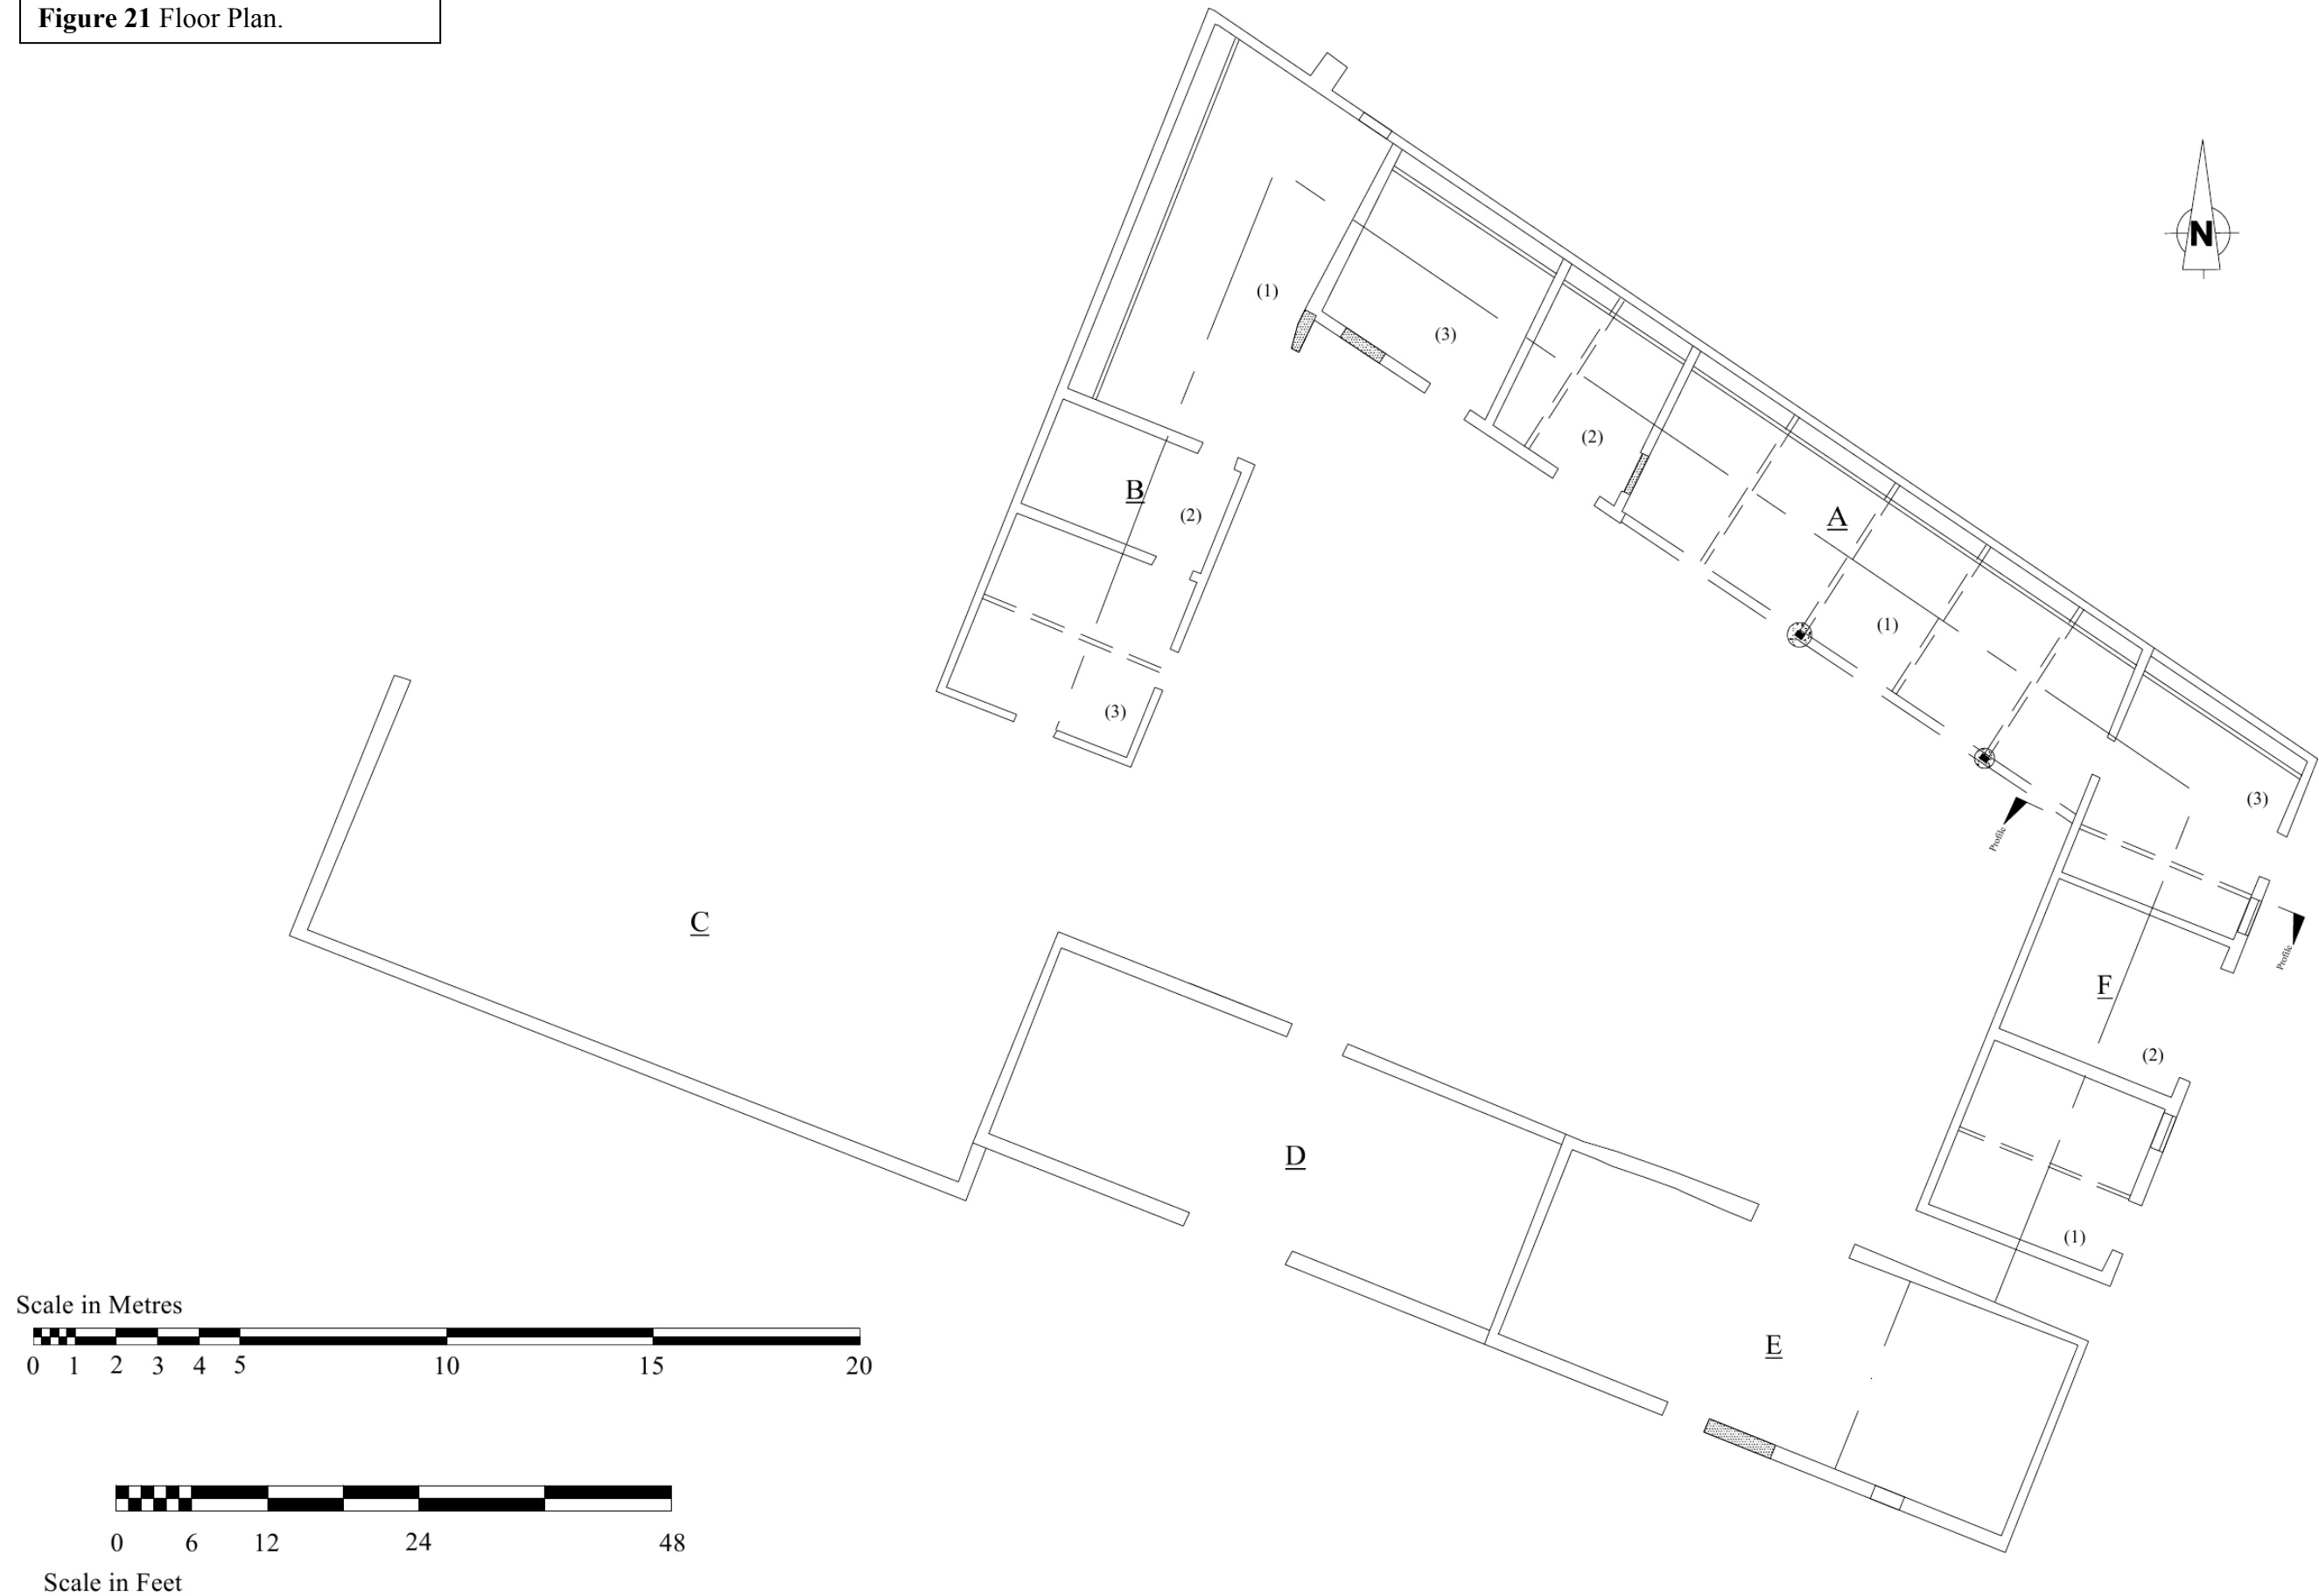 Figure 21 Floor Plan.
N
(1)
(3)
(2)
B
(2)
A
(1)
(3)
(3)
Profile
C
Profile
F
(2)
D
(1)
E
Scale in Metres
0 1 2 3 4 5 10 15 20
0 6 12 24 48
Scale in Feet